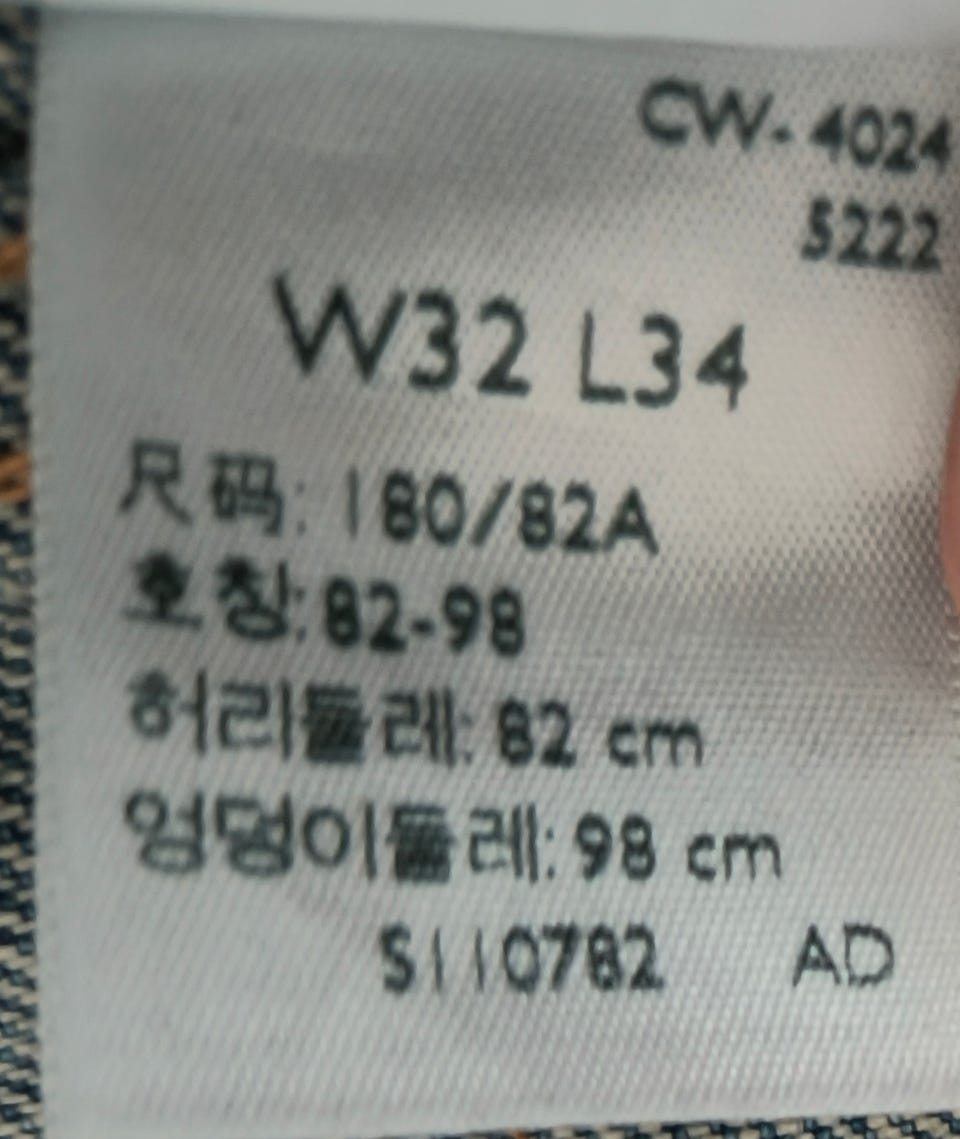 CW-4024
5222
W32 L34
尺码: 180/82A
호칭: 82-98
허리둘레: 82 cm
엉덩이둘레: 98 cm
S110782 AD